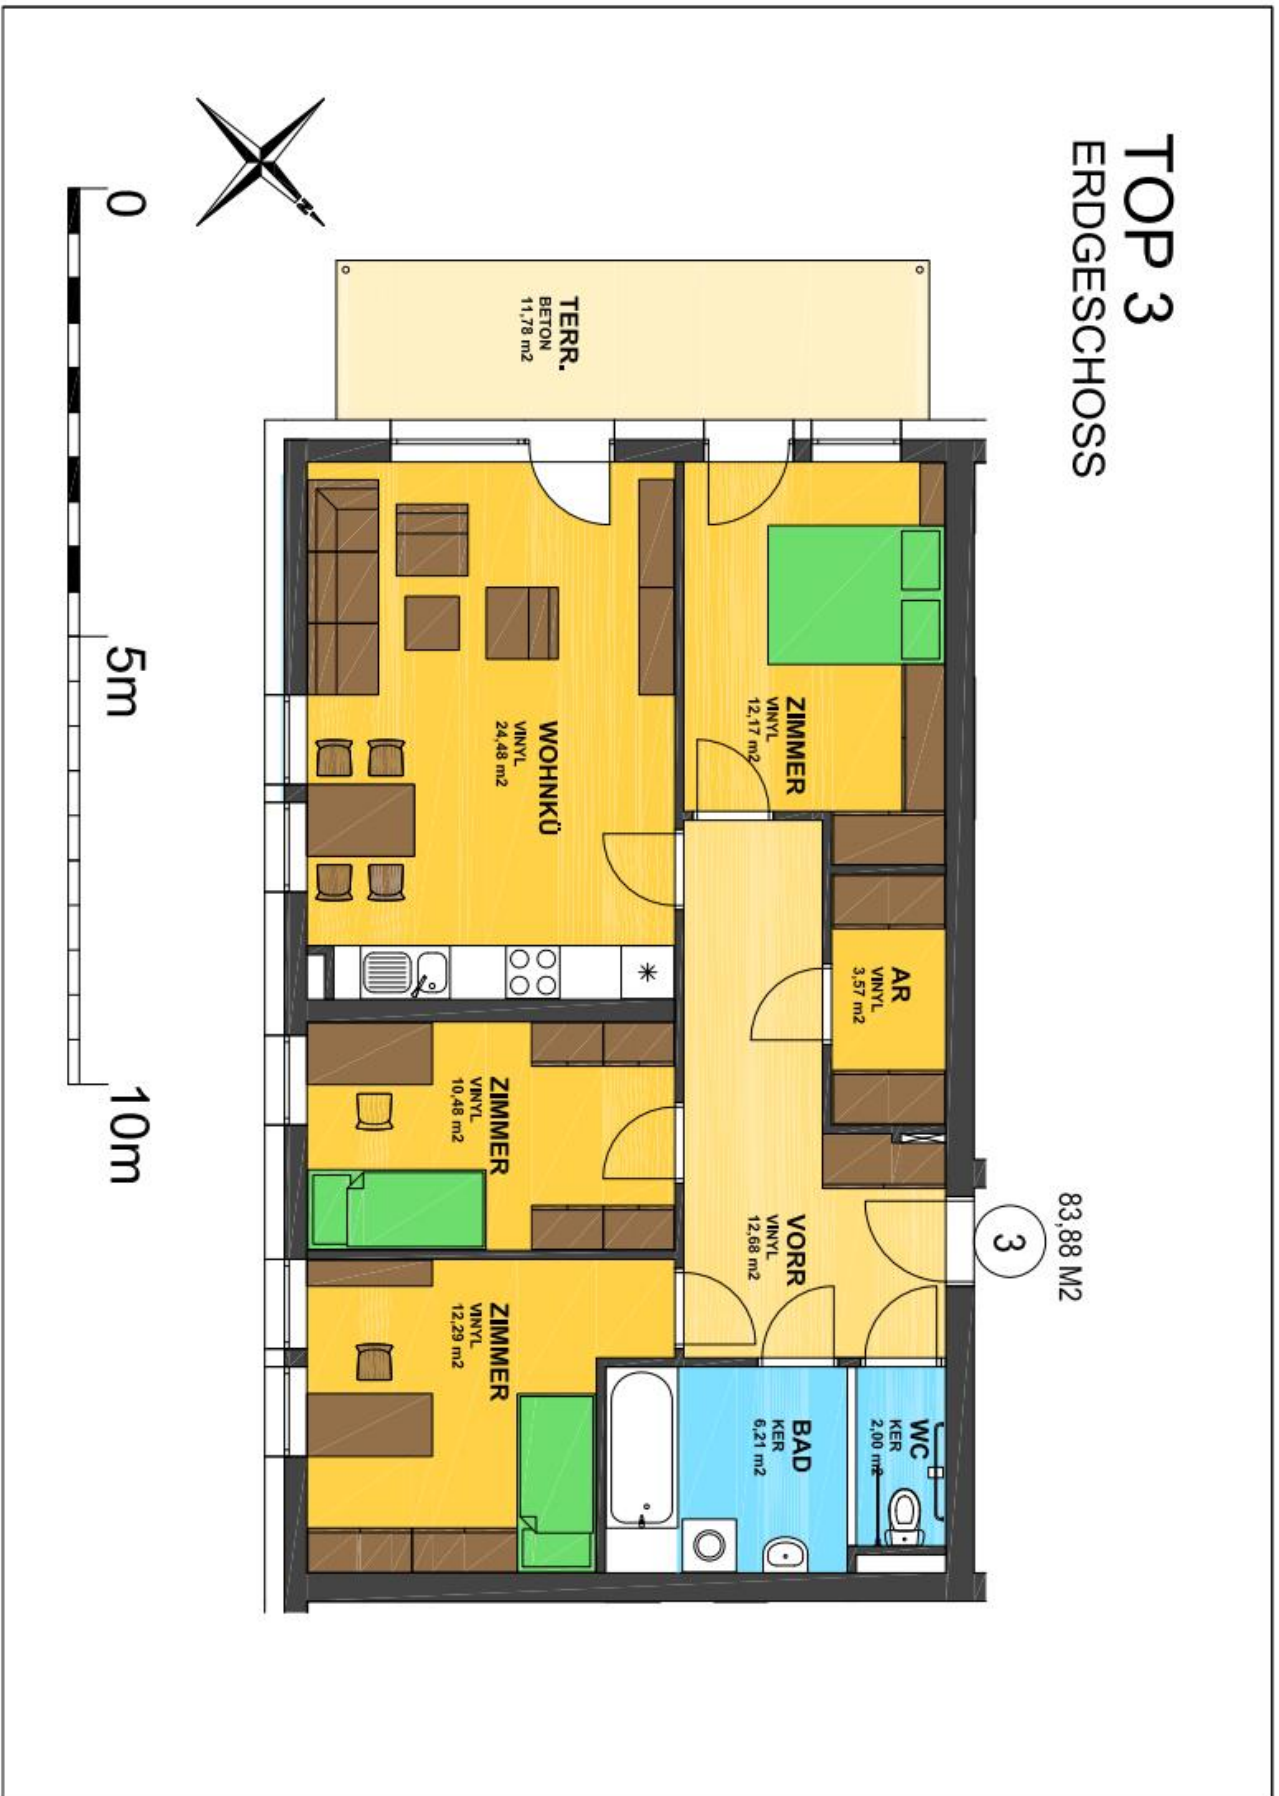 TOP 3
ERDGESCHOSS
83,88 M2
3
ZIMMER
VINYL
12,17 m2
AR
VINYL
3,57 m2
VORR
VINYL
12,68 m2
WC
KER
2,00 m2
BAD
KER
6,21 m2
TERR.
BETON
11,78 m2
WOHNKÜ
VINYL
24,48 m2
ZIMMER
VINYL
10,48 m2
ZIMMER
VINYL
12,29 m2
N
0
5m
10m